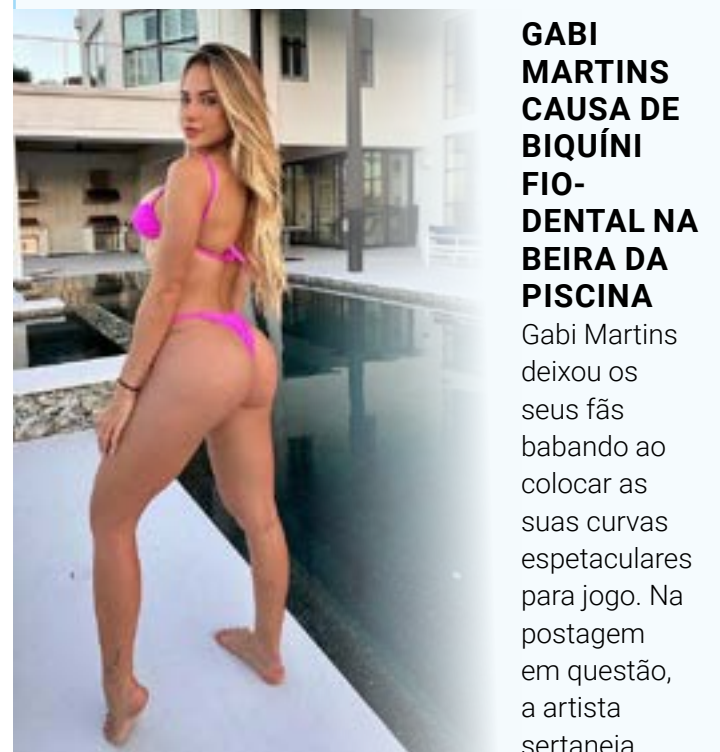 GABI
MARTINS
CAUSA DE
BIQUÍNI
FIO-
DENTAL NA
BEIRA DA
PISCINA
Gabi Martins
deixou os
seus fãs
babando ao
colocar as
suas curvas
espetaculares
para jogo. Na
postagem
em questão,
a artista
sertaneja